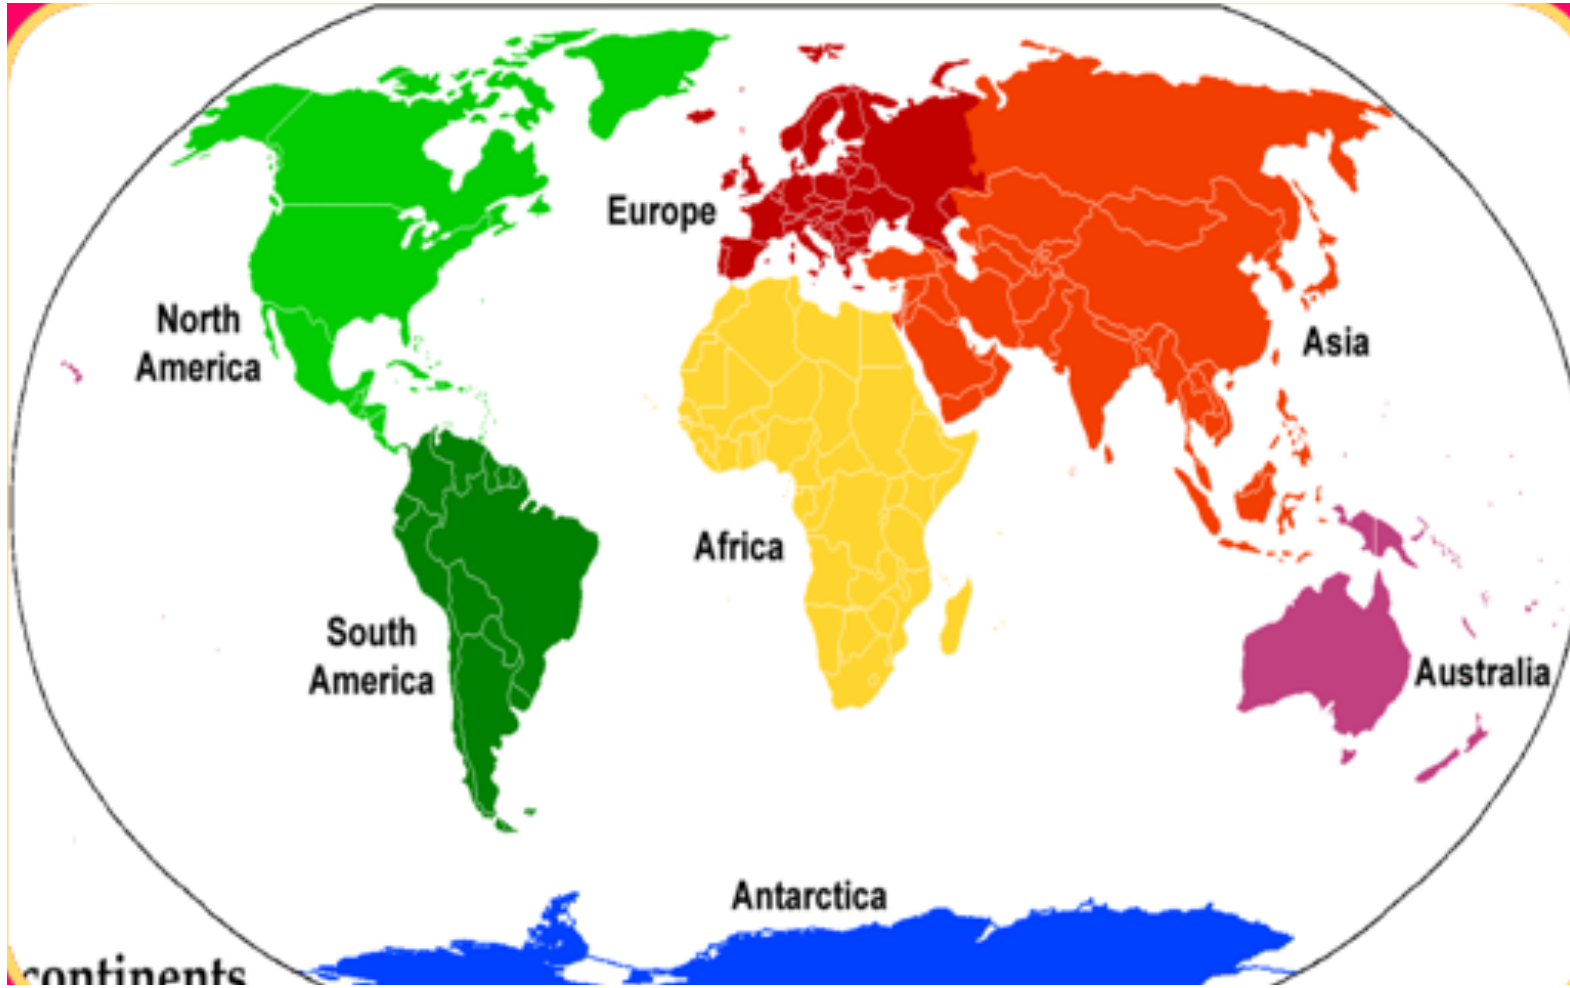 Europe
North
America
Asia
Africa
South
America
Australia
Antarctica
continents